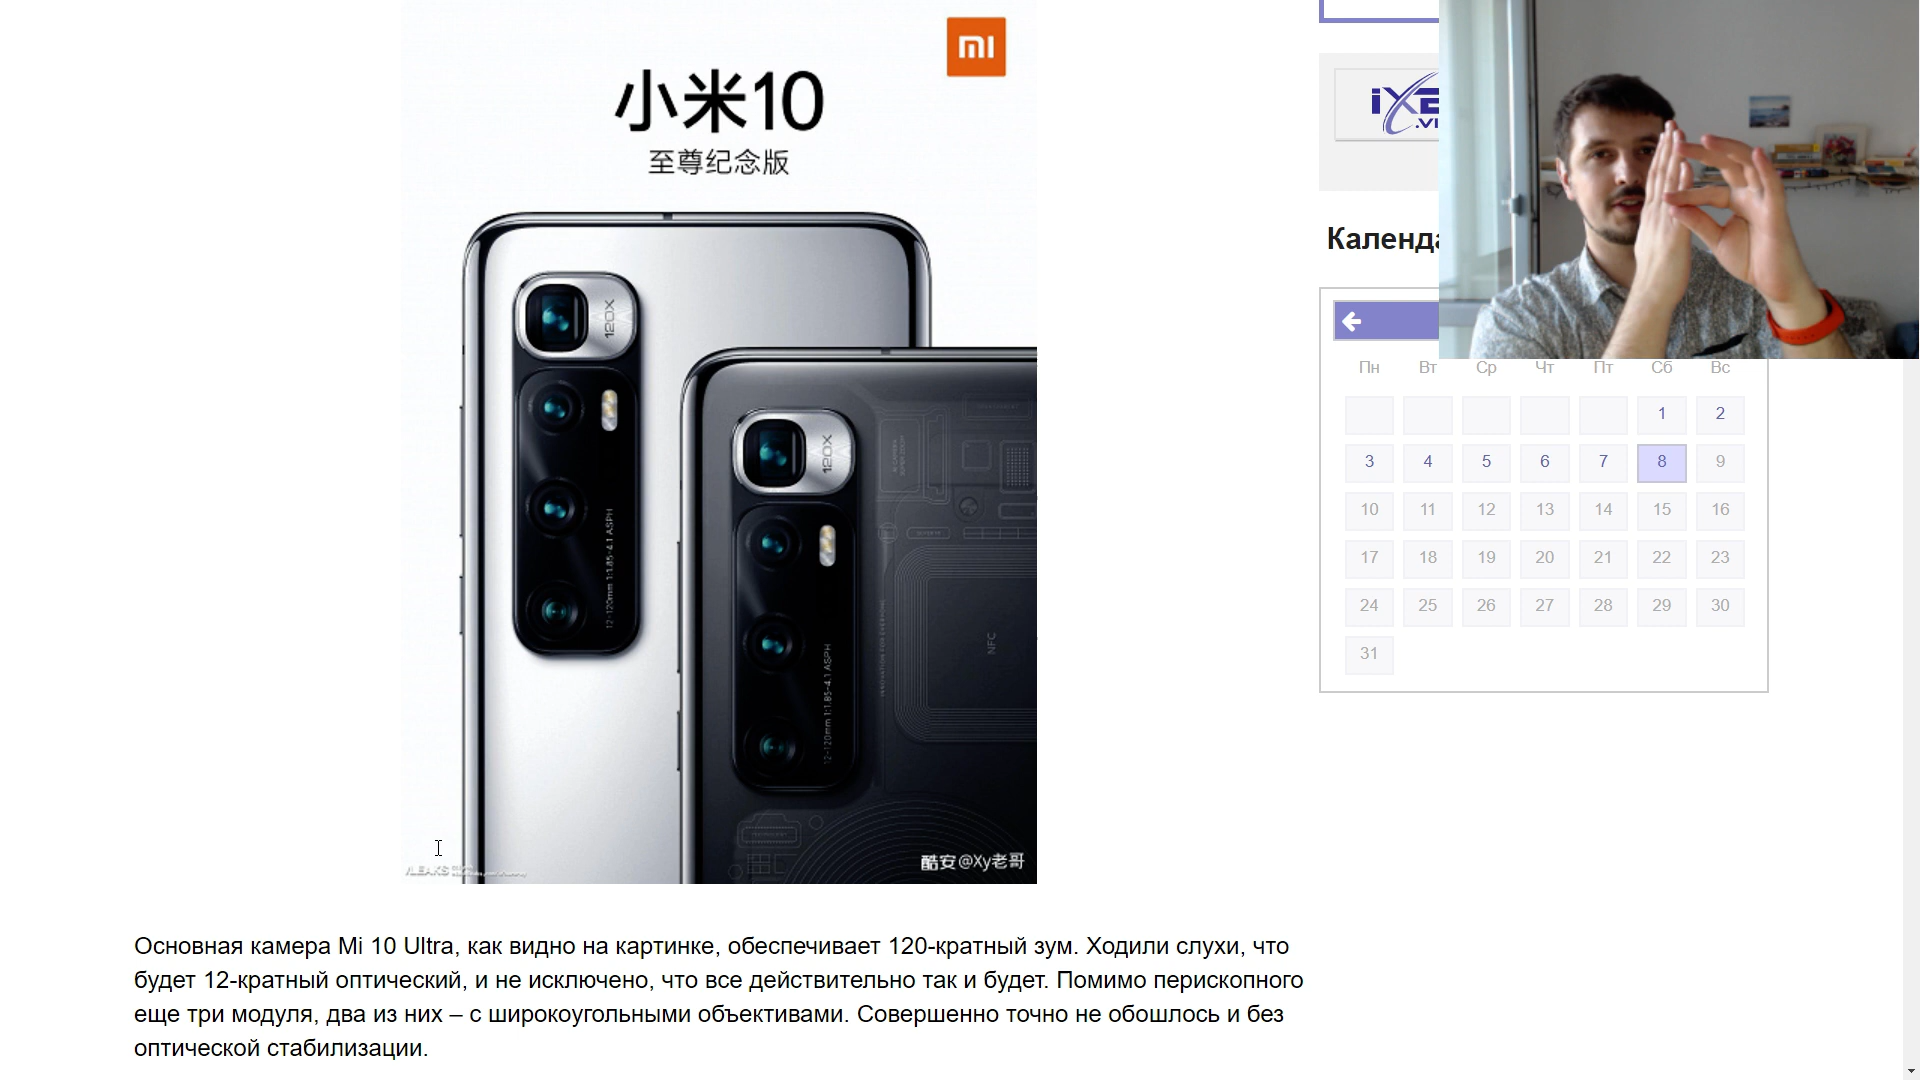 mi
小米10
至尊纪念版
120X
12-120mm 1:1.85-4.1 ASPH
120X
12-120mm 1:1.85-4.1 ASPH
NFC
酷安@Xy老哥
Календа
Пн Вт Ср Чт Пт Сб Вс
1 2
3 4 5 6 7 8 9
10 11 12 13 14 15 16
17 18 19 20 21 22 23
24 25 26 27 28 29 30
31
Основная камера Mi 10 Ultra, как видно на картинке, обеспечивает 120-кратный зум. Ходили слухи, что
будет 12-кратный оптический, и не исключено, что все действительно так и будет. Помимо перископного
еще три модуля, два из них – с широкоугольными объективами. Совершенно точно не обошлось и без
оптической стабилизации.